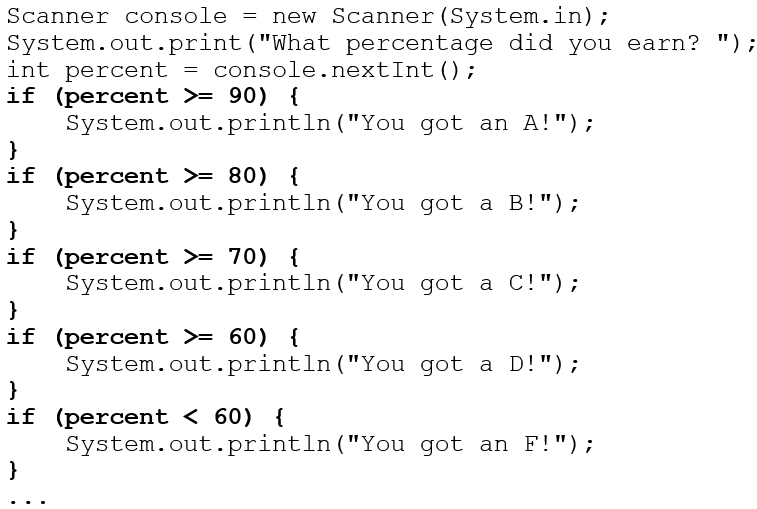 Scanner console = new Scanner(System.in);
System.out.print("What percentage did you earn? ");
int percent = console.nextInt();
if (percent >= 90) {
    System.out.println("You got an A!");
}
if (percent >= 80) {
    System.out.println("You got a B!");
}
if (percent >= 70) {
    System.out.println("You got a C!");
}
if (percent >= 60) {
    System.out.println("You got a D!");
}
if (percent < 60) {
    System.out.println("You got an F!");
}
...